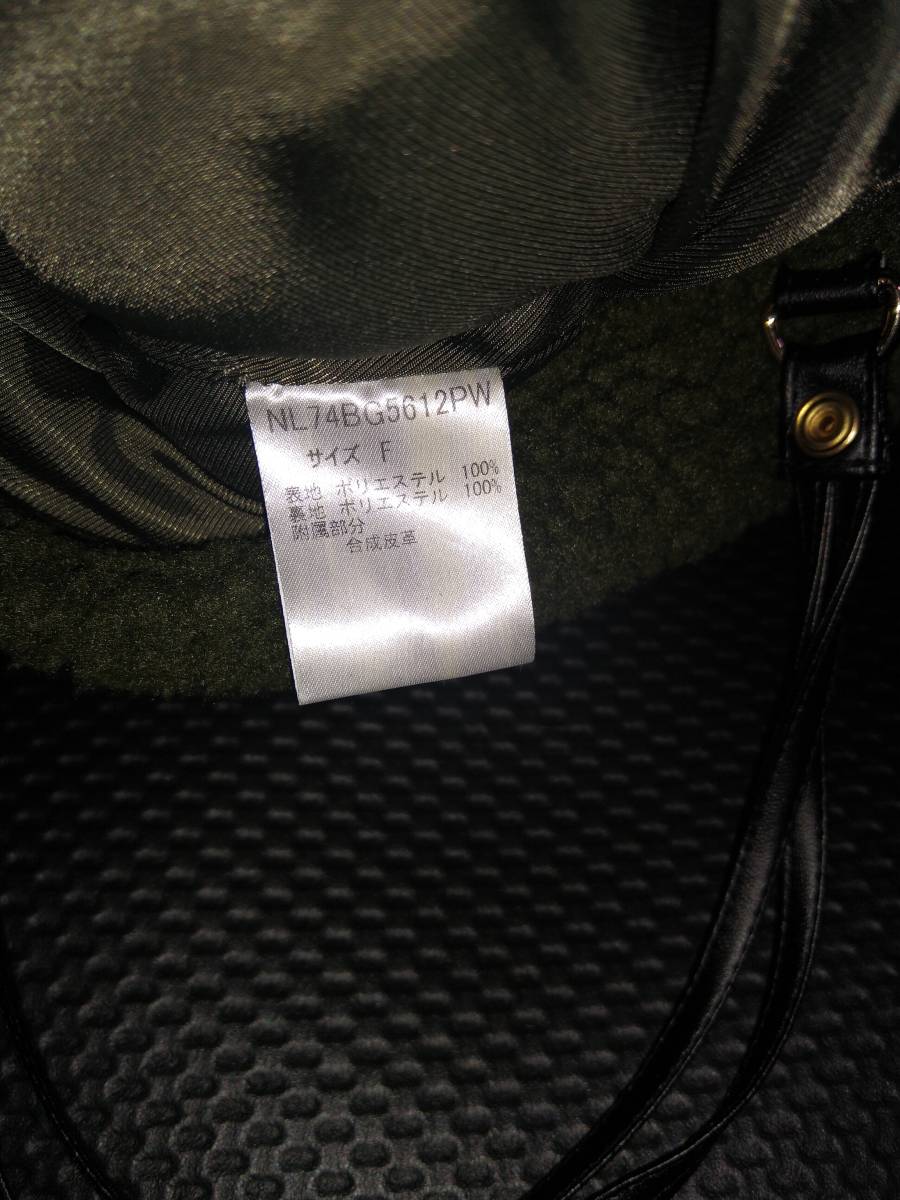 NL74BG5612PW
サイズ F
表地 ポリエステル 100%
裏地 ポリエステル 100%
附属部分
合成皮革